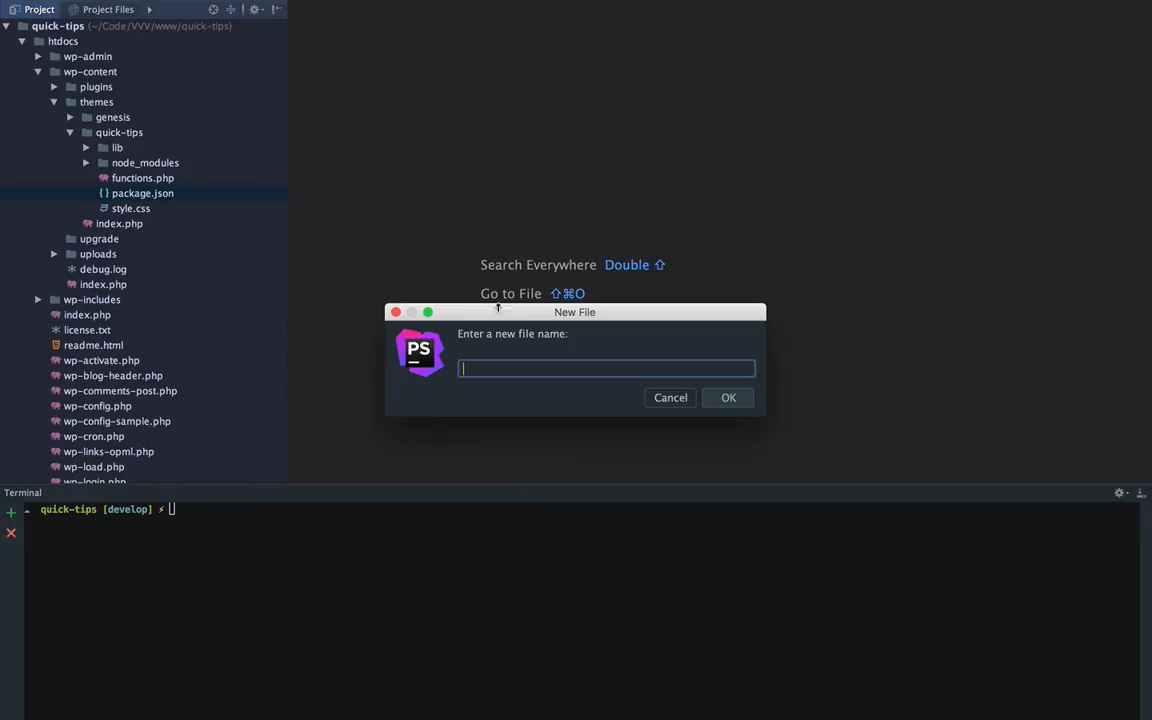 Project Project Files
quick-tips (~/Code/VVV/www/quick-tips)
htdocs
wp-admin
wp-content
plugins
themes
genesis
quick-tips
lib
node_modules
functions.php
package.json
style.css
index.php
upgrade
uploads
debug.log
index.php
wp-includes
index.php
license.txt
readme.html
wp-activate.php
wp-blog-header.php
wp-comments-post.php
wp-config.php
wp-config-sample.php
wp-cron.php
wp-links-opml.php
wp-load.php
wp-login.php
Search Everywhere Double ⇧
Go to File ⇧⌘O
New File
PS
Enter a new file name:
Cancel OK
Terminal
quick-tips [develop] ⚡